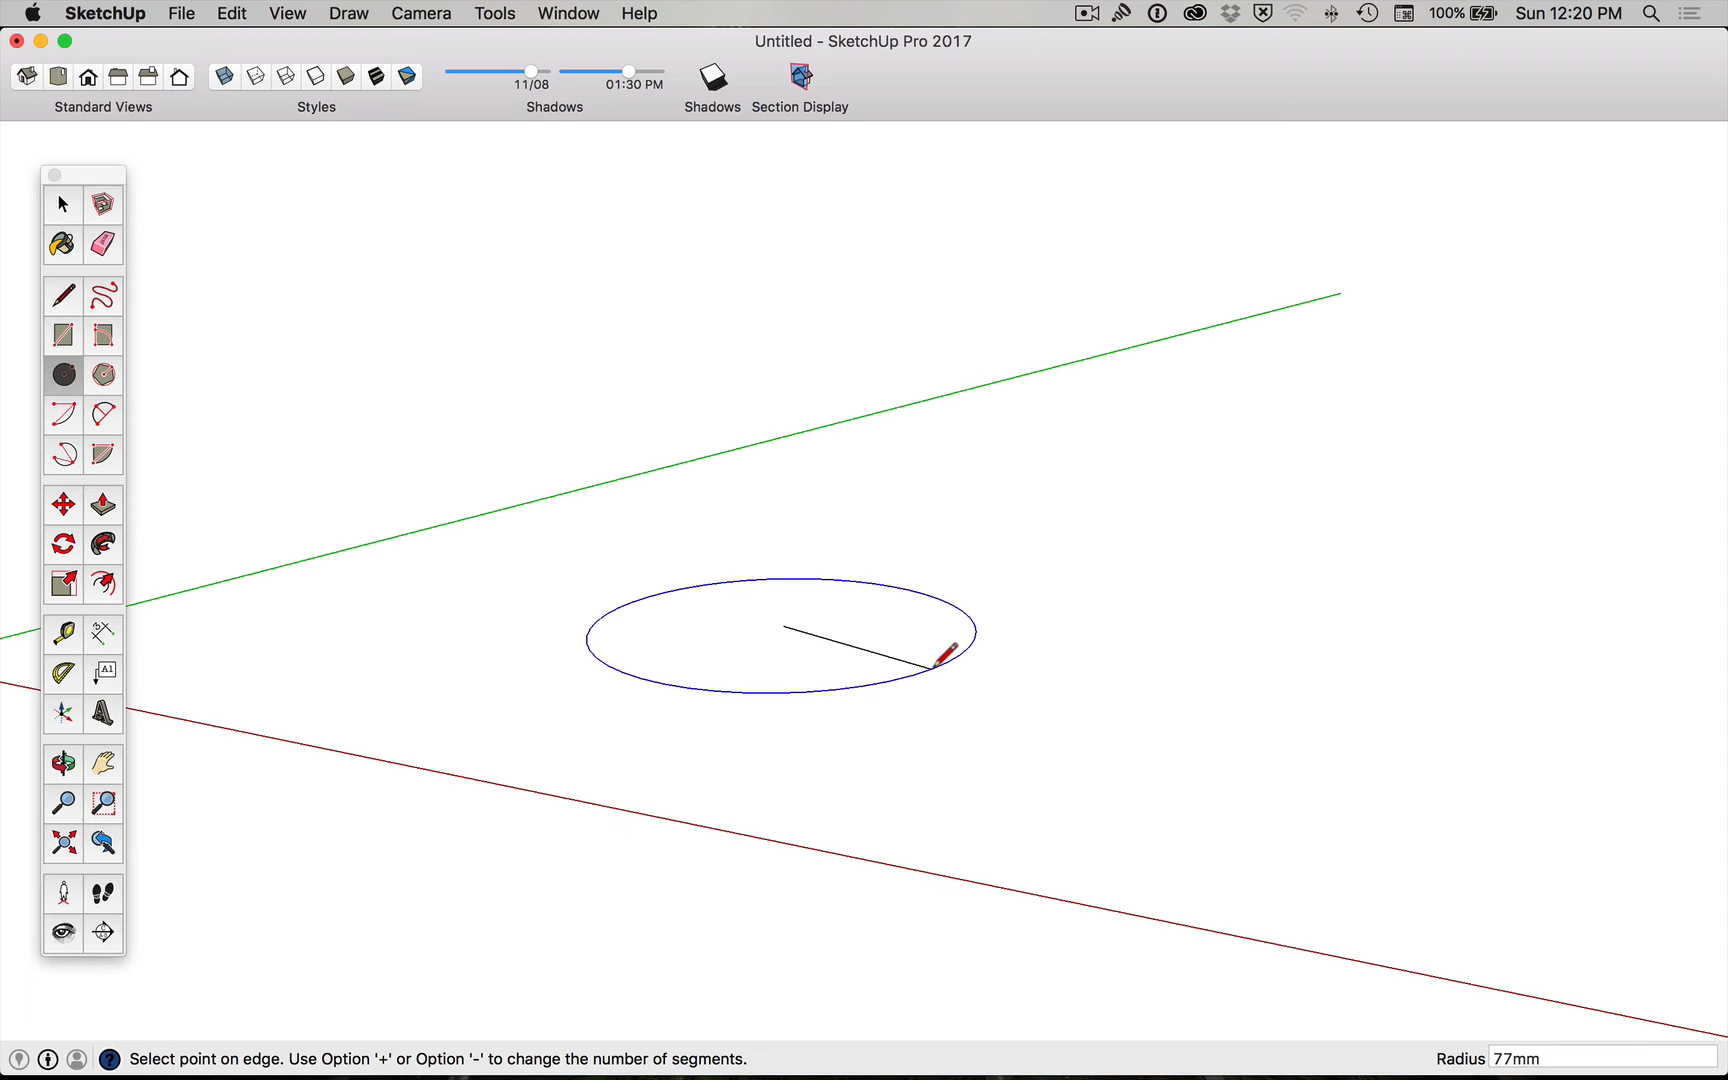 SketchUp File Edit View Draw Camera Tools Window Help 100% Sun 12:20 PM
Untitled - SketchUp Pro 2017
11/08 01:30 PM
Standard Views Styles Shadows Shadows Section Display
A1
Select point on edge. Use Option '+' or Option '-' to change the number of segments. Radius 77mm